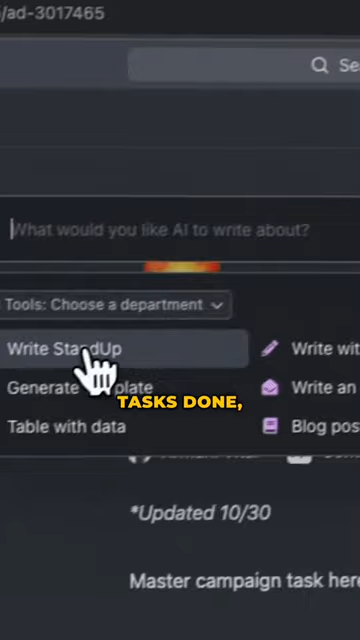 /ad-3017465
Se
What would you like AI to write about?
Tools: Choose a department
Write StandUp
Write wit
Generate
Write an
TASKS DONE,
Table with data
Blog pos
*Updated 10/30
Master campaign task here